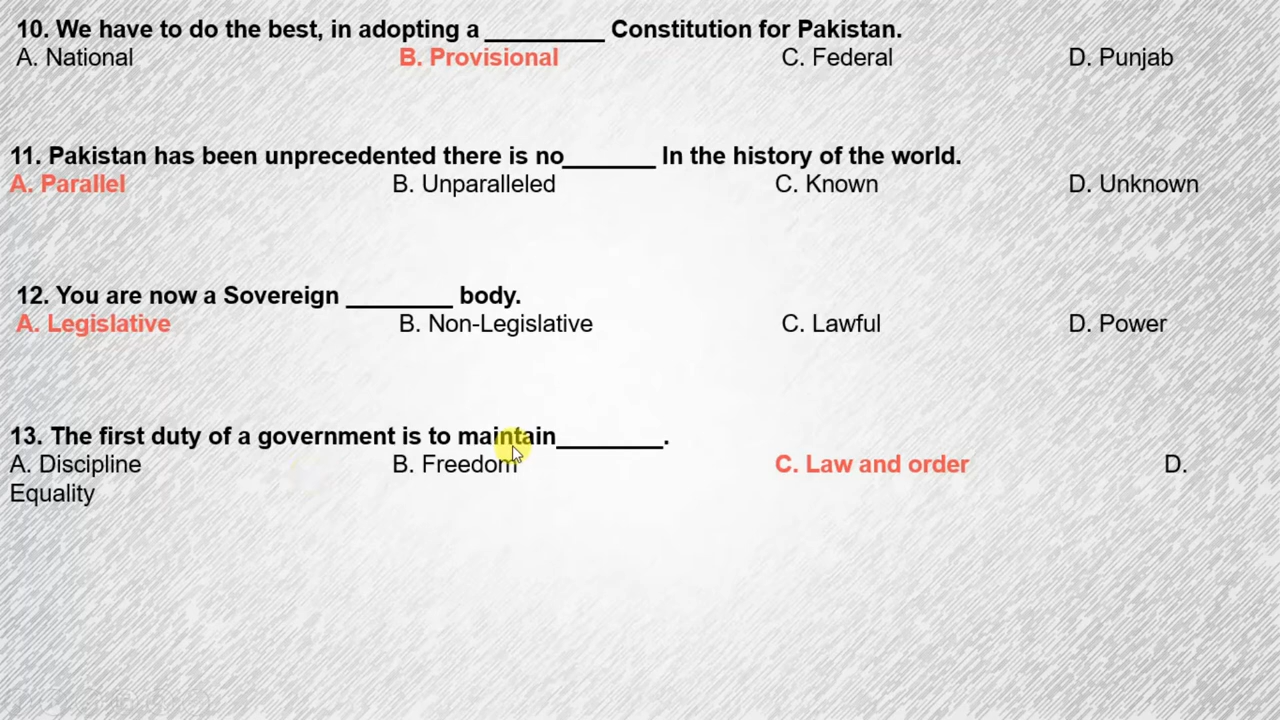 10. We have to do the best, in adopting a _________ Constitution for Pakistan.
A. National B. Provisional C. Federal D. Punjab
11. Pakistan has been unprecedented there is no_______ In the history of the world.
A. Parallel B. Unparalleled C. Known D. Unknown
12. You are now a Sovereign ________ body.
A. Legislative B. Non-Legislative C. Lawful D. Power
13. The first duty of a government is to maintain________.
A. Discipline B. Freedom C. Law and order D.
Equality